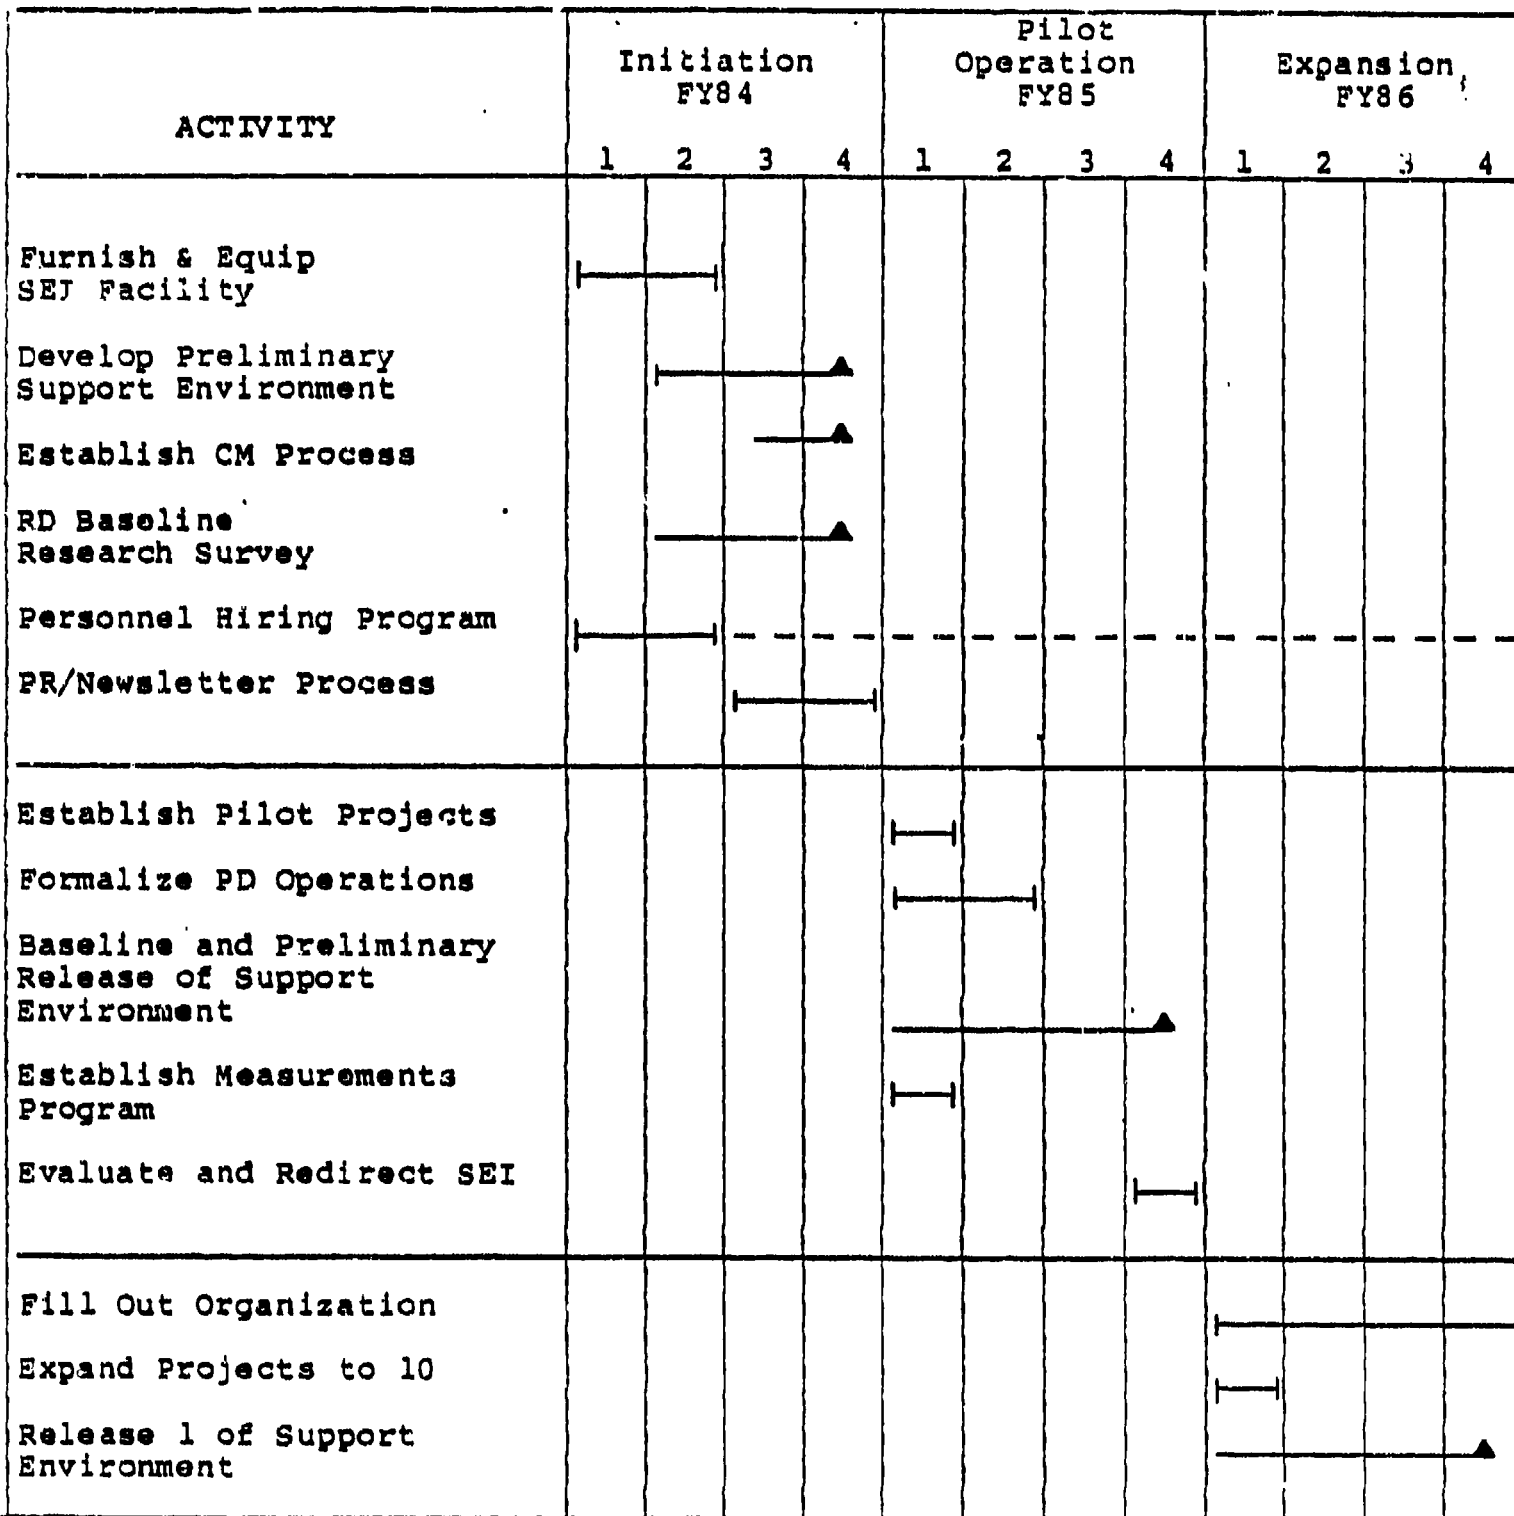 Initiation
FY84
Pilot
Operation
FY85
Expansion
FY86
ACTIVITY
1 2 3 4 1 2 3 4 1 2 3 4
Furnish & Equip
SEI Facility
Develop Preliminary
Support Environment
Establish CM Process
RD Baseline
Research Survey
Personnel Hiring Program
PR/Newsletter Process
Establish Pilot Projects
Formalize PD Operations
Baseline and Preliminary
Release of Support
Environment
Establish Measurements
Program
Evaluate and Redirect SEI
Fill Out Organization
Expand Projects to 10
Release 1 of Support
Environment